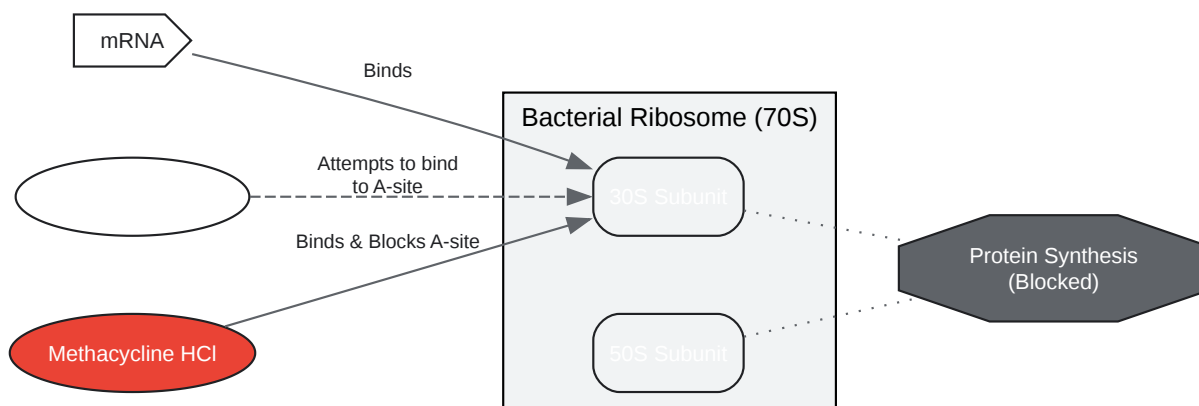 mRNA
Binds
Bacterial Ribosome (70S)
Attempts to bind
to A-site
30S Subunit
Binds & Blocks A-site
Protein Synthesis
(Blocked)
Methacycline HCl
50S Subunit